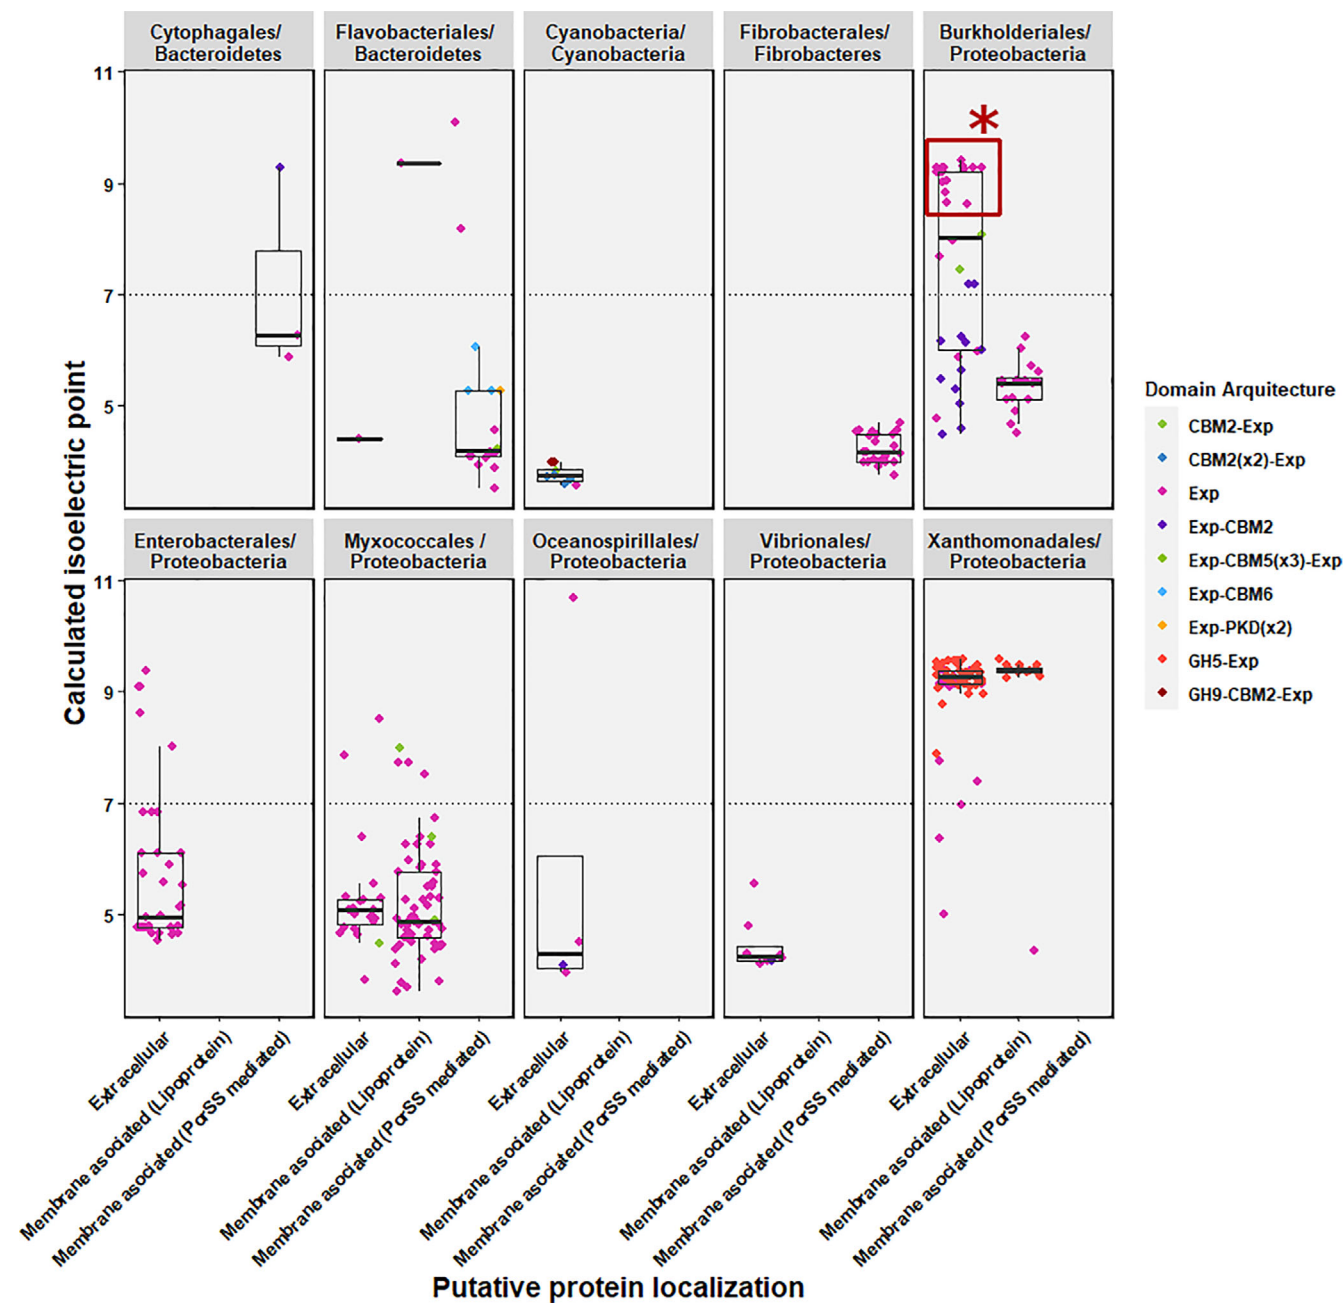 Cytophagales/
Bacteroidetes
Flavobacteriales/
Bacteroidetes
Cyanobacteria/
Cyanobacteria
Fibrobacterales/
Fibrobacteres
Burkholderiales/
Proteobacteria
11
9
7
5
*
Enterobacterales/
Proteobacteria
Myxococcales /
Proteobacteria
Oceanospirillales/
Proteobacteria
Vibrionales/
Proteobacteria
Xanthomonadales/
Proteobacteria
11
9
7
5
Calculated isoelectric point
Extracellular
Membrane asociated (Lipoprotein)
Membrane asociated (PorSS mediated)
Extracellular
Membrane asociated (Lipoprotein)
Membrane asociated (PorSS mediated)
Extracellular
Membrane asociated (Lipoprotein)
Membrane asociated (PorSS mediated)
Extracellular
Membrane asociated (Lipoprotein)
Membrane asociated (PorSS mediated)
Extracellular
Membrane asociated (Lipoprotein)
Membrane asociated (PorSS mediated)
Putative protein localization
Domain Arquitecture
CBM2-Exp
CBM2(x2)-Exp
Exp
Exp-CBM2
Exp-CBM5(x3)-Exp
Exp-CBM6
Exp-PKD(x2)
GH5-Exp
GH9-CBM2-Exp